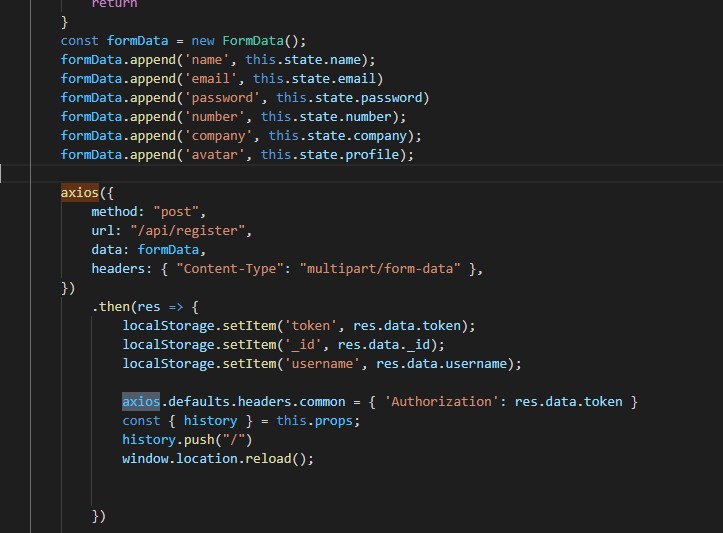 return
}
const formData = new FormData();
formData.append('name', this.state.name);
formData.append('email', this.state.email)
formData.append('password', this.state.password)
formData.append('number', this.state.number);
formData.append('company', this.state.company);
formData.append('avatar', this.state.profile);
axios({
method: "post",
url: "/api/register",
data: formData,
headers: { "Content-Type": "multipart/form-data" },
})
.then(res => {
localStorage.setItem('token', res.data.token);
localStorage.setItem('_id', res.data._id);
localStorage.setItem('username', res.data.username);
axios.defaults.headers.common = { 'Authorization': res.data.token }
const { history } = this.props;
history.push("/")
window.location.reload();
})